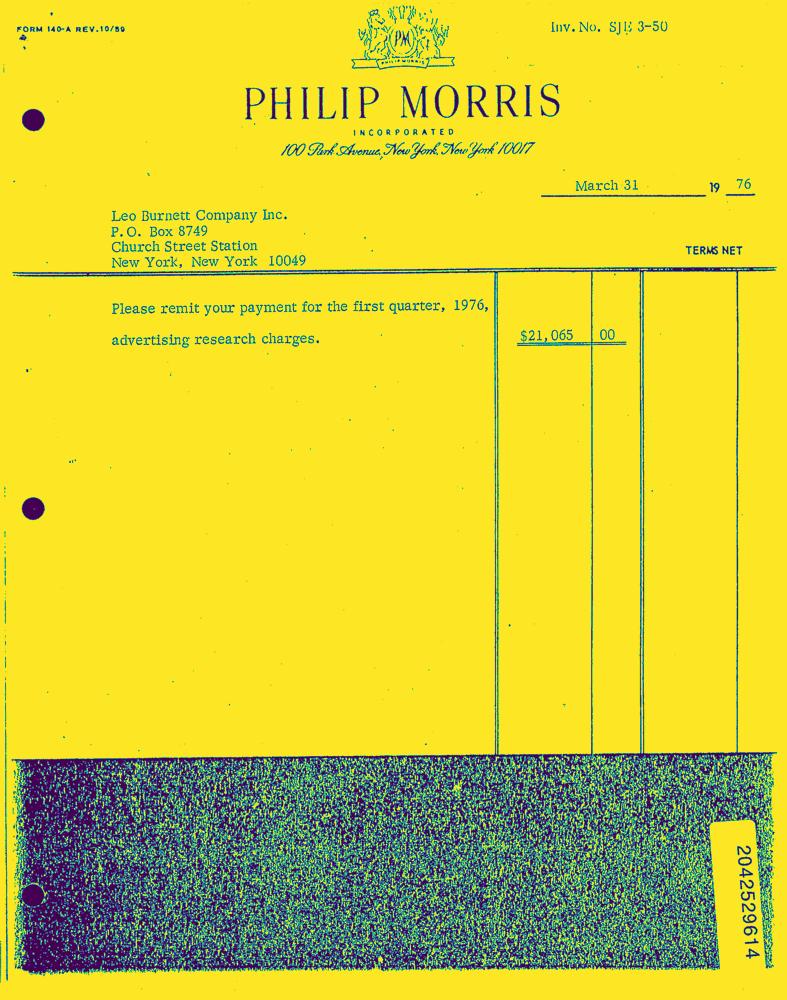 FORM 140-A REV.10/59
Inv. No. SJE 3-50
PM
PHILIP MORRIS
PHILIP MORRIS
INCORPORATED
100 Park Avenue, New York, New York 10017
March 31 19 76
Leo Burnett Company Inc.
P.O. Box 8749
Church Street Station
New York, New York 10049
TERMS NET
Please remit your payment for the first quarter, 1976,
advertising research charges.
$21,065 00
2042529614